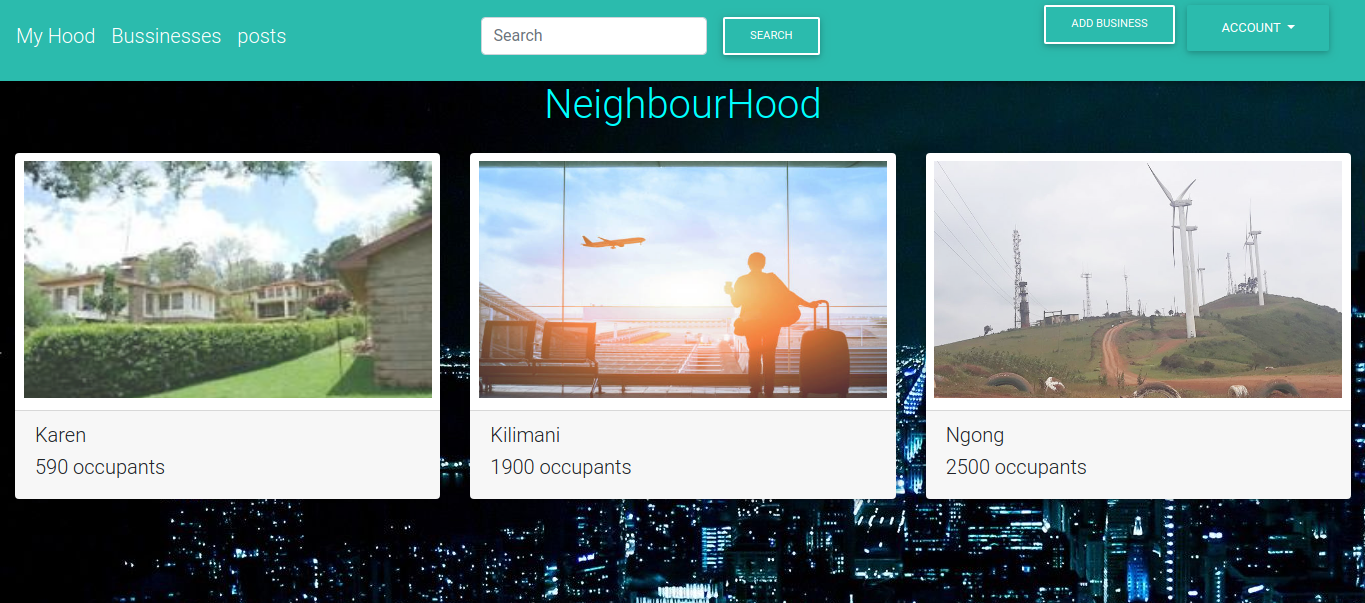 My Hood Bussinesses posts Search SEARCH ADD BUSINESS ACCOUNT
NeighbourHood
Karen
590 occupants
Kilimani
1900 occupants
Ngong
2500 occupants